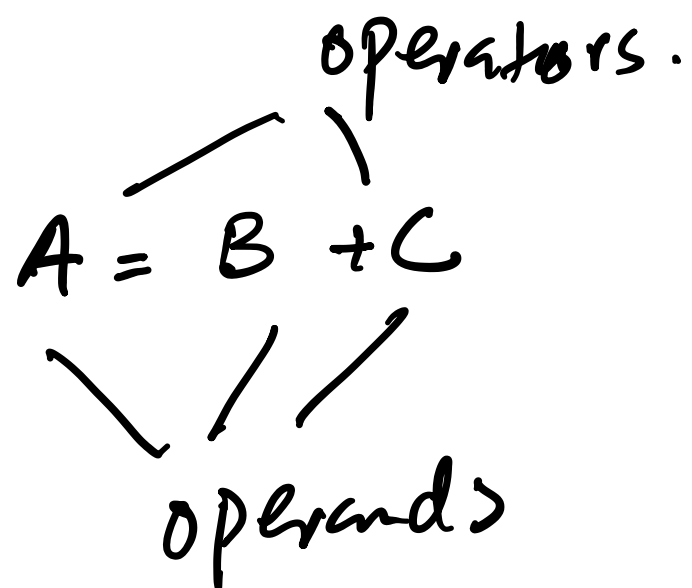 operators.
A = B + C
operands